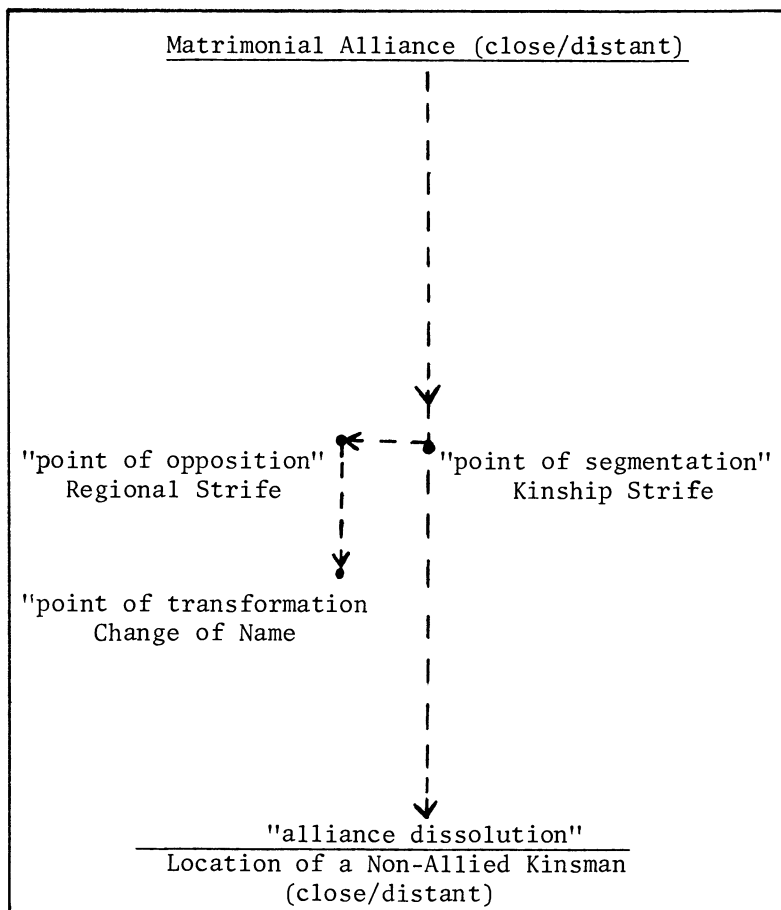 Matrimonial Alliance (close/distant)
"point of opposition"
Regional Strife
"point of segmentation"
Kinship Strife
"point of transformation
Change of Name
"alliance dissolution"
Location of a Non-Allied Kinsman
(close/distant)